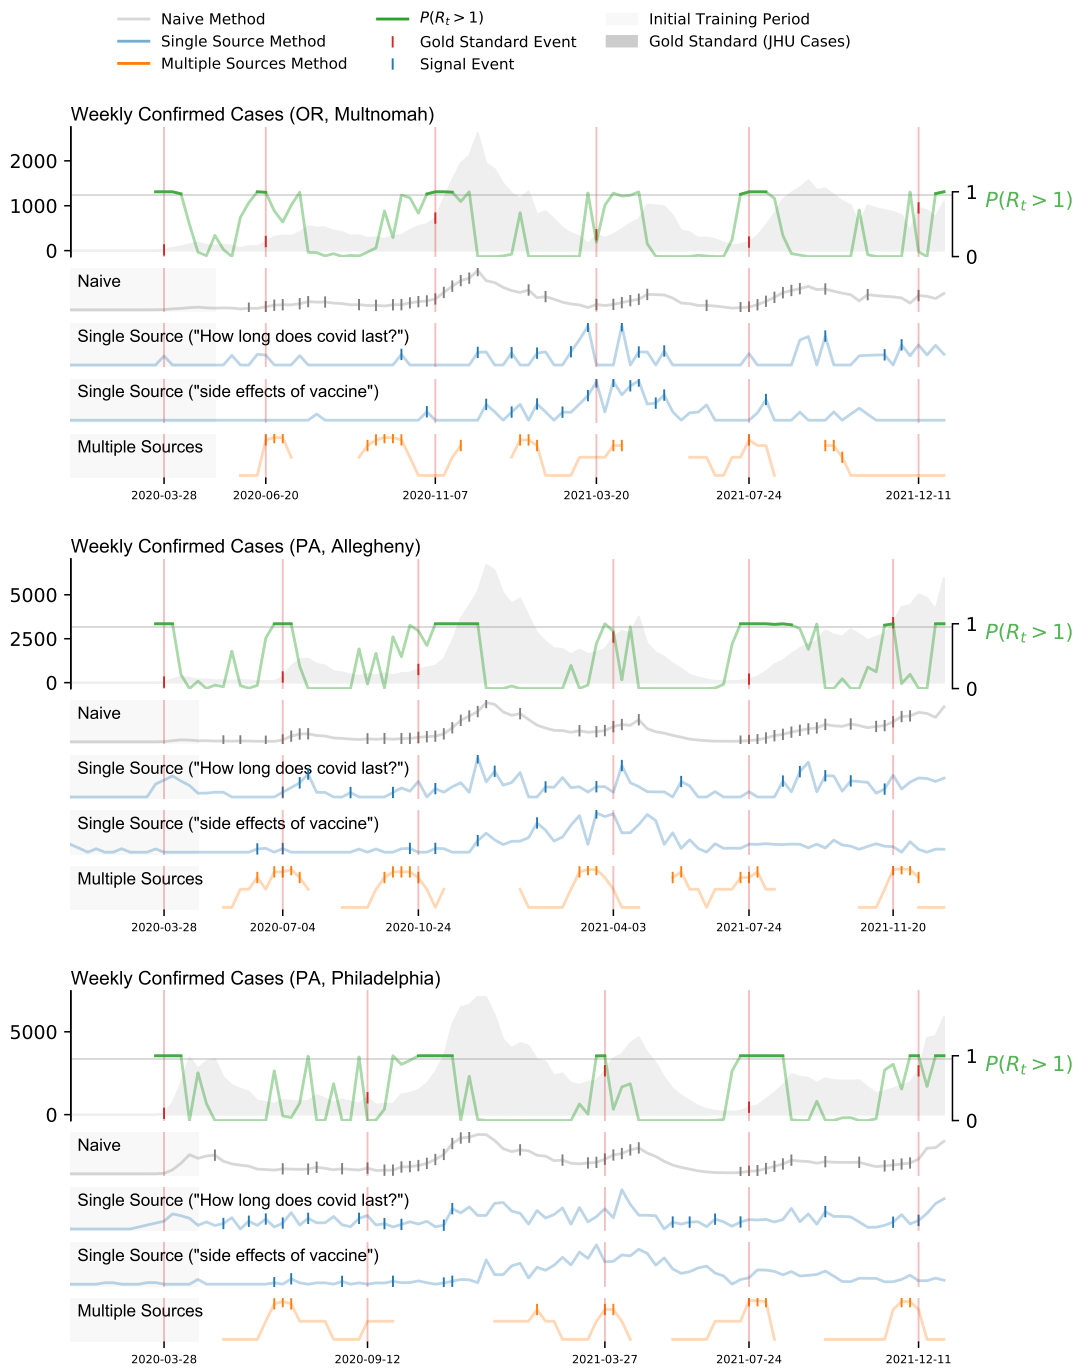 Naive Method
Single Source Method
Multiple Sources Method
P(R_t > 1)
Gold Standard Event
Signal Event
Initial Training Period
Gold Standard (JHU Cases)
Weekly Confirmed Cases (OR, Multnomah)
2000
1000
0
1
0
P(R_t > 1)
Naive
Single Source ("How long does covid last?")
Single Source ("side effects of vaccine")
Multiple Sources
2020-03-28 2020-06-20 2020-11-07 2021-03-20 2021-07-24 2021-12-11
Weekly Confirmed Cases (PA, Allegheny)
5000
2500
0
1
0
P(R_t > 1)
Naive
Single Source ("How long does covid last?")
Single Source ("side effects of vaccine")
Multiple Sources
2020-03-28 2020-07-04 2020-10-24 2021-04-03 2021-07-24 2021-11-20
Weekly Confirmed Cases (PA, Philadelphia)
5000
0
1
0
P(R_t > 1)
Naive
Single Source ("How long does covid last?")
Single Source ("side effects of vaccine")
Multiple Sources
2020-03-28 2020-09-12 2021-03-27 2021-07-24 2021-12-11